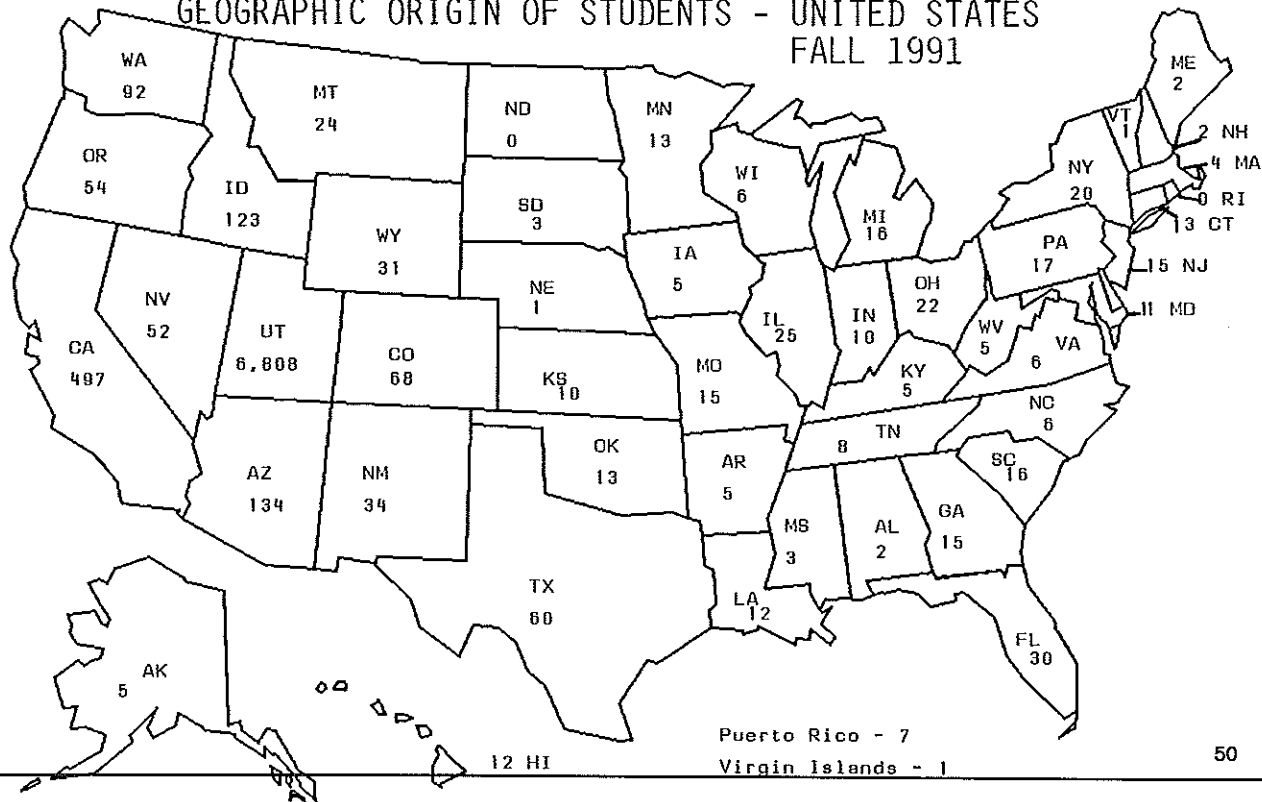 GEOGRAPHIC ORIGIN OF STUDENTS - UNITED STATES
FALL 1991
WA
92
MT
24
ND
0
MN
13
ME
2
VT
1
2 NH
OR
54
ID
123
WI
6
NY
20
4 MA
SD
3
MI
16
0 RI
WY
31
13 CT
IA
5
PA
17
15 NJ
NV
52
NE
1
OH
22
11 MD
UT
6,808
IL
25
IN
10
WV
5
VA
6
CA
497
CO
68
KS
10
MO
15
KY
5
NC
6
TN
8
OK
13
AZ
134
NM
34
AR
5
SC
16
MS
3
AL
2
GA
15
TX
60
LA
12
FL
30
AK
5
12 HI
Puerto Rico - 7
Virgin Islands - 1
50